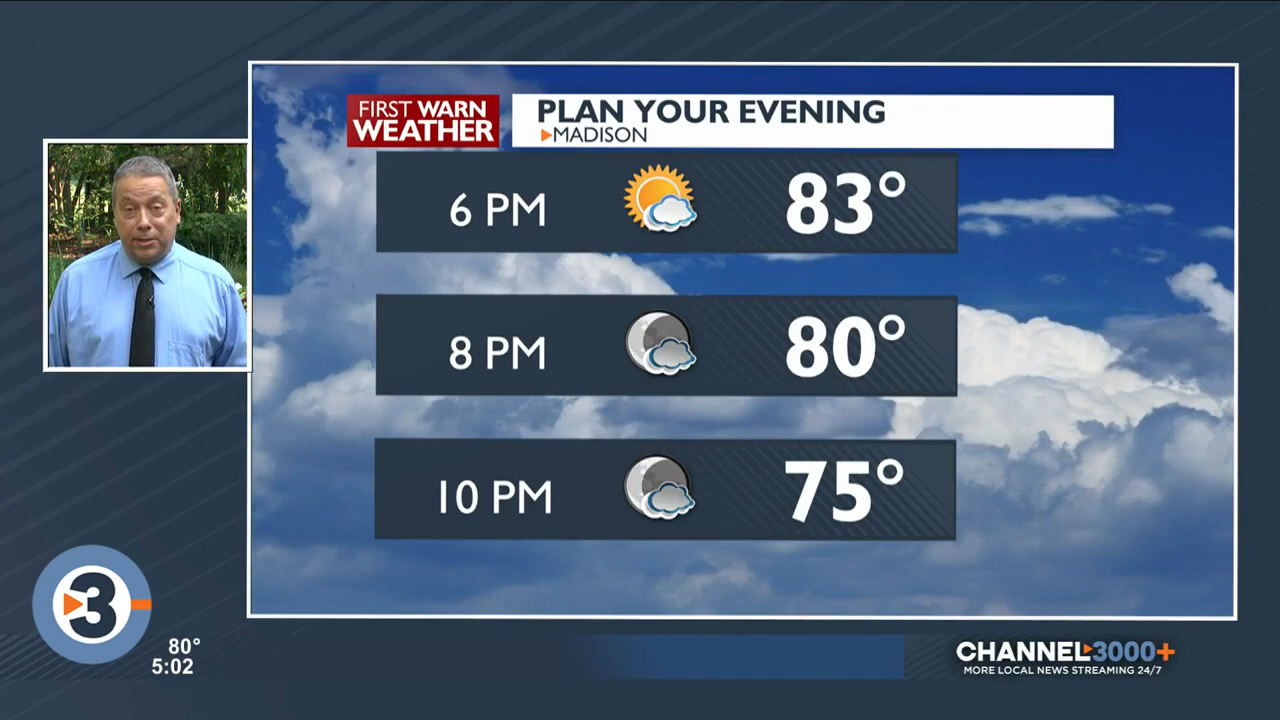 FIRST WARN
WEATHER
PLAN YOUR EVENING
MADISON
6 PM 83°
8 PM 80°
10 PM 75°
3
80°
5:02
CHANNEL3000+
MORE LOCAL NEWS STREAMING 24/7